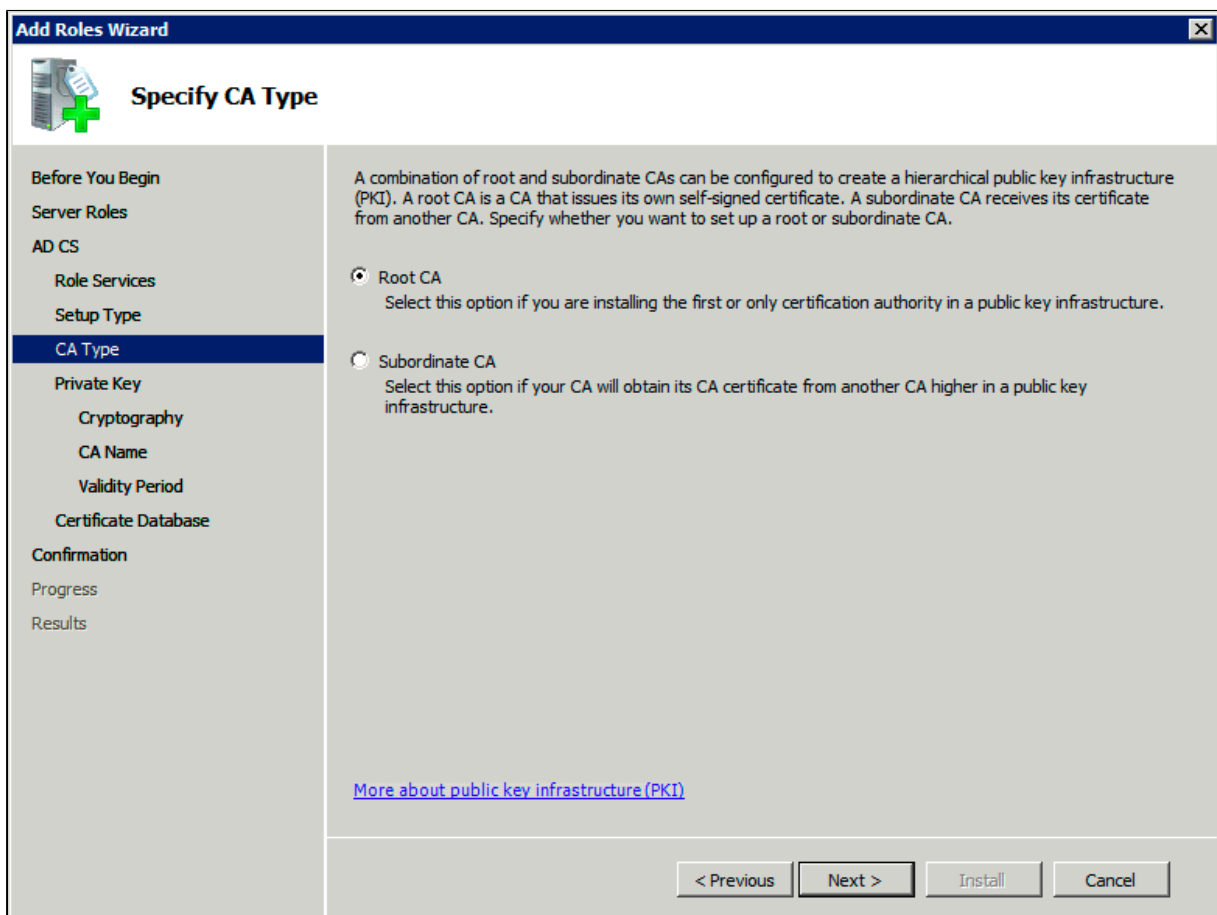 Add Roles Wizard
Specify CA Type
Before You Begin
Server Roles
AD CS
Role Services
Setup Type
CA Type
Private Key
Cryptography
CA Name
Validity Period
Certificate Database
Confirmation
Progress
Results
A combination of root and subordinate CAs can be configured to create a hierarchical public key infrastructure
(PKI). A root CA is a CA that issues its own self-signed certificate. A subordinate CA receives its certificate
from another CA. Specify whether you want to set up a root or subordinate CA.
Root CA
Select this option if you are installing the first or only certification authority in a public key infrastructure.
Subordinate CA
Select this option if your CA will obtain its CA certificate from another CA higher in a public key
infrastructure.
More about public key infrastructure (PKI)
< Previous
Next >
Install
Cancel